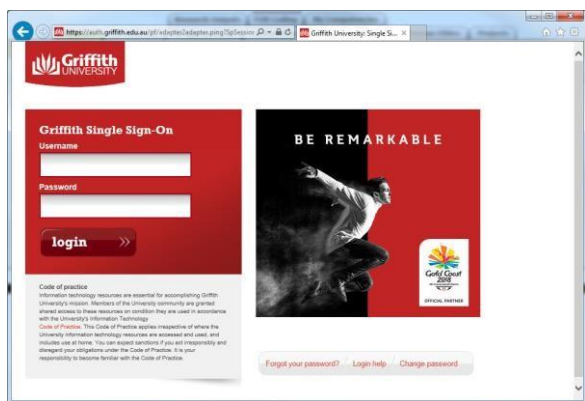 https://auth.griffith.edu.au/pf/adapter2adapter.ping?SpSession
Griffith University: Single Si...
Griffith
UNIVERSITY
Griffith Single Sign-On
Username
Password
login
Code of practice
Information technology resources are essential for accomplishing Griffith
University's mission. Members of the University community are granted
shared access to these resources on condition they are used in accordance
with the University's Information Technology
Code of Practice. This Code of Practice applies irrespective of where the
University information technology resources are accessed and used, and
includes use at home. You can expect sanctions if you act irresponsibly and
disregard your obligations under the Code of Practice. It is your
responsibility to become familiar with the Code of Practice.
BE REMARKABLE
Gold Coast
2018
OFFICIAL PARTNER
Forgot your password?
Login help
Change password